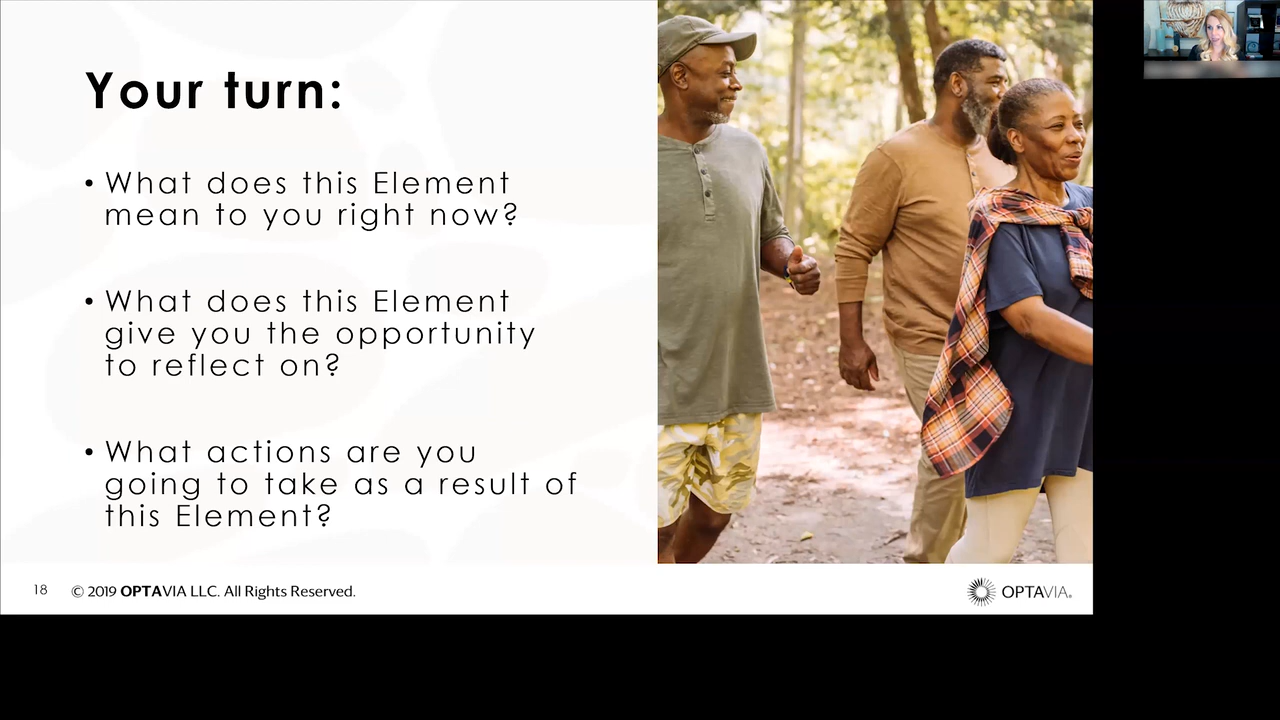 Your turn:
• What does this Element
mean to you right now?
• What does this Element
give you the opportunity
to reflect on?
• What actions are you
going to take as a result of
this Element?
18 © 2019 OPTAVIA LLC. All Rights Reserved.
OPTAVIA®